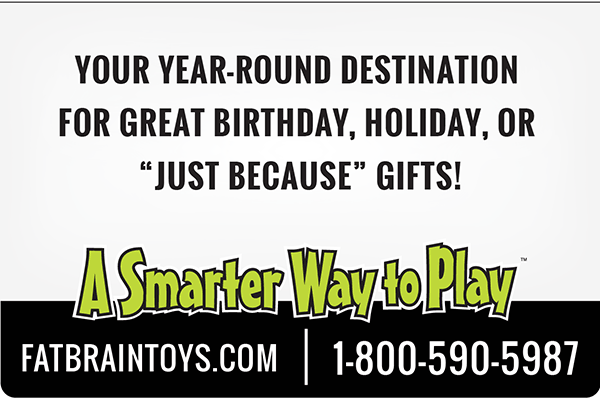 YOUR YEAR-ROUND DESTINATION
FOR GREAT BIRTHDAY, HOLIDAY, OR
“JUST BECAUSE” GIFTS!
A Smarter Way to Play™
FATBRAINTOYS.COM | 1-800-590-5987